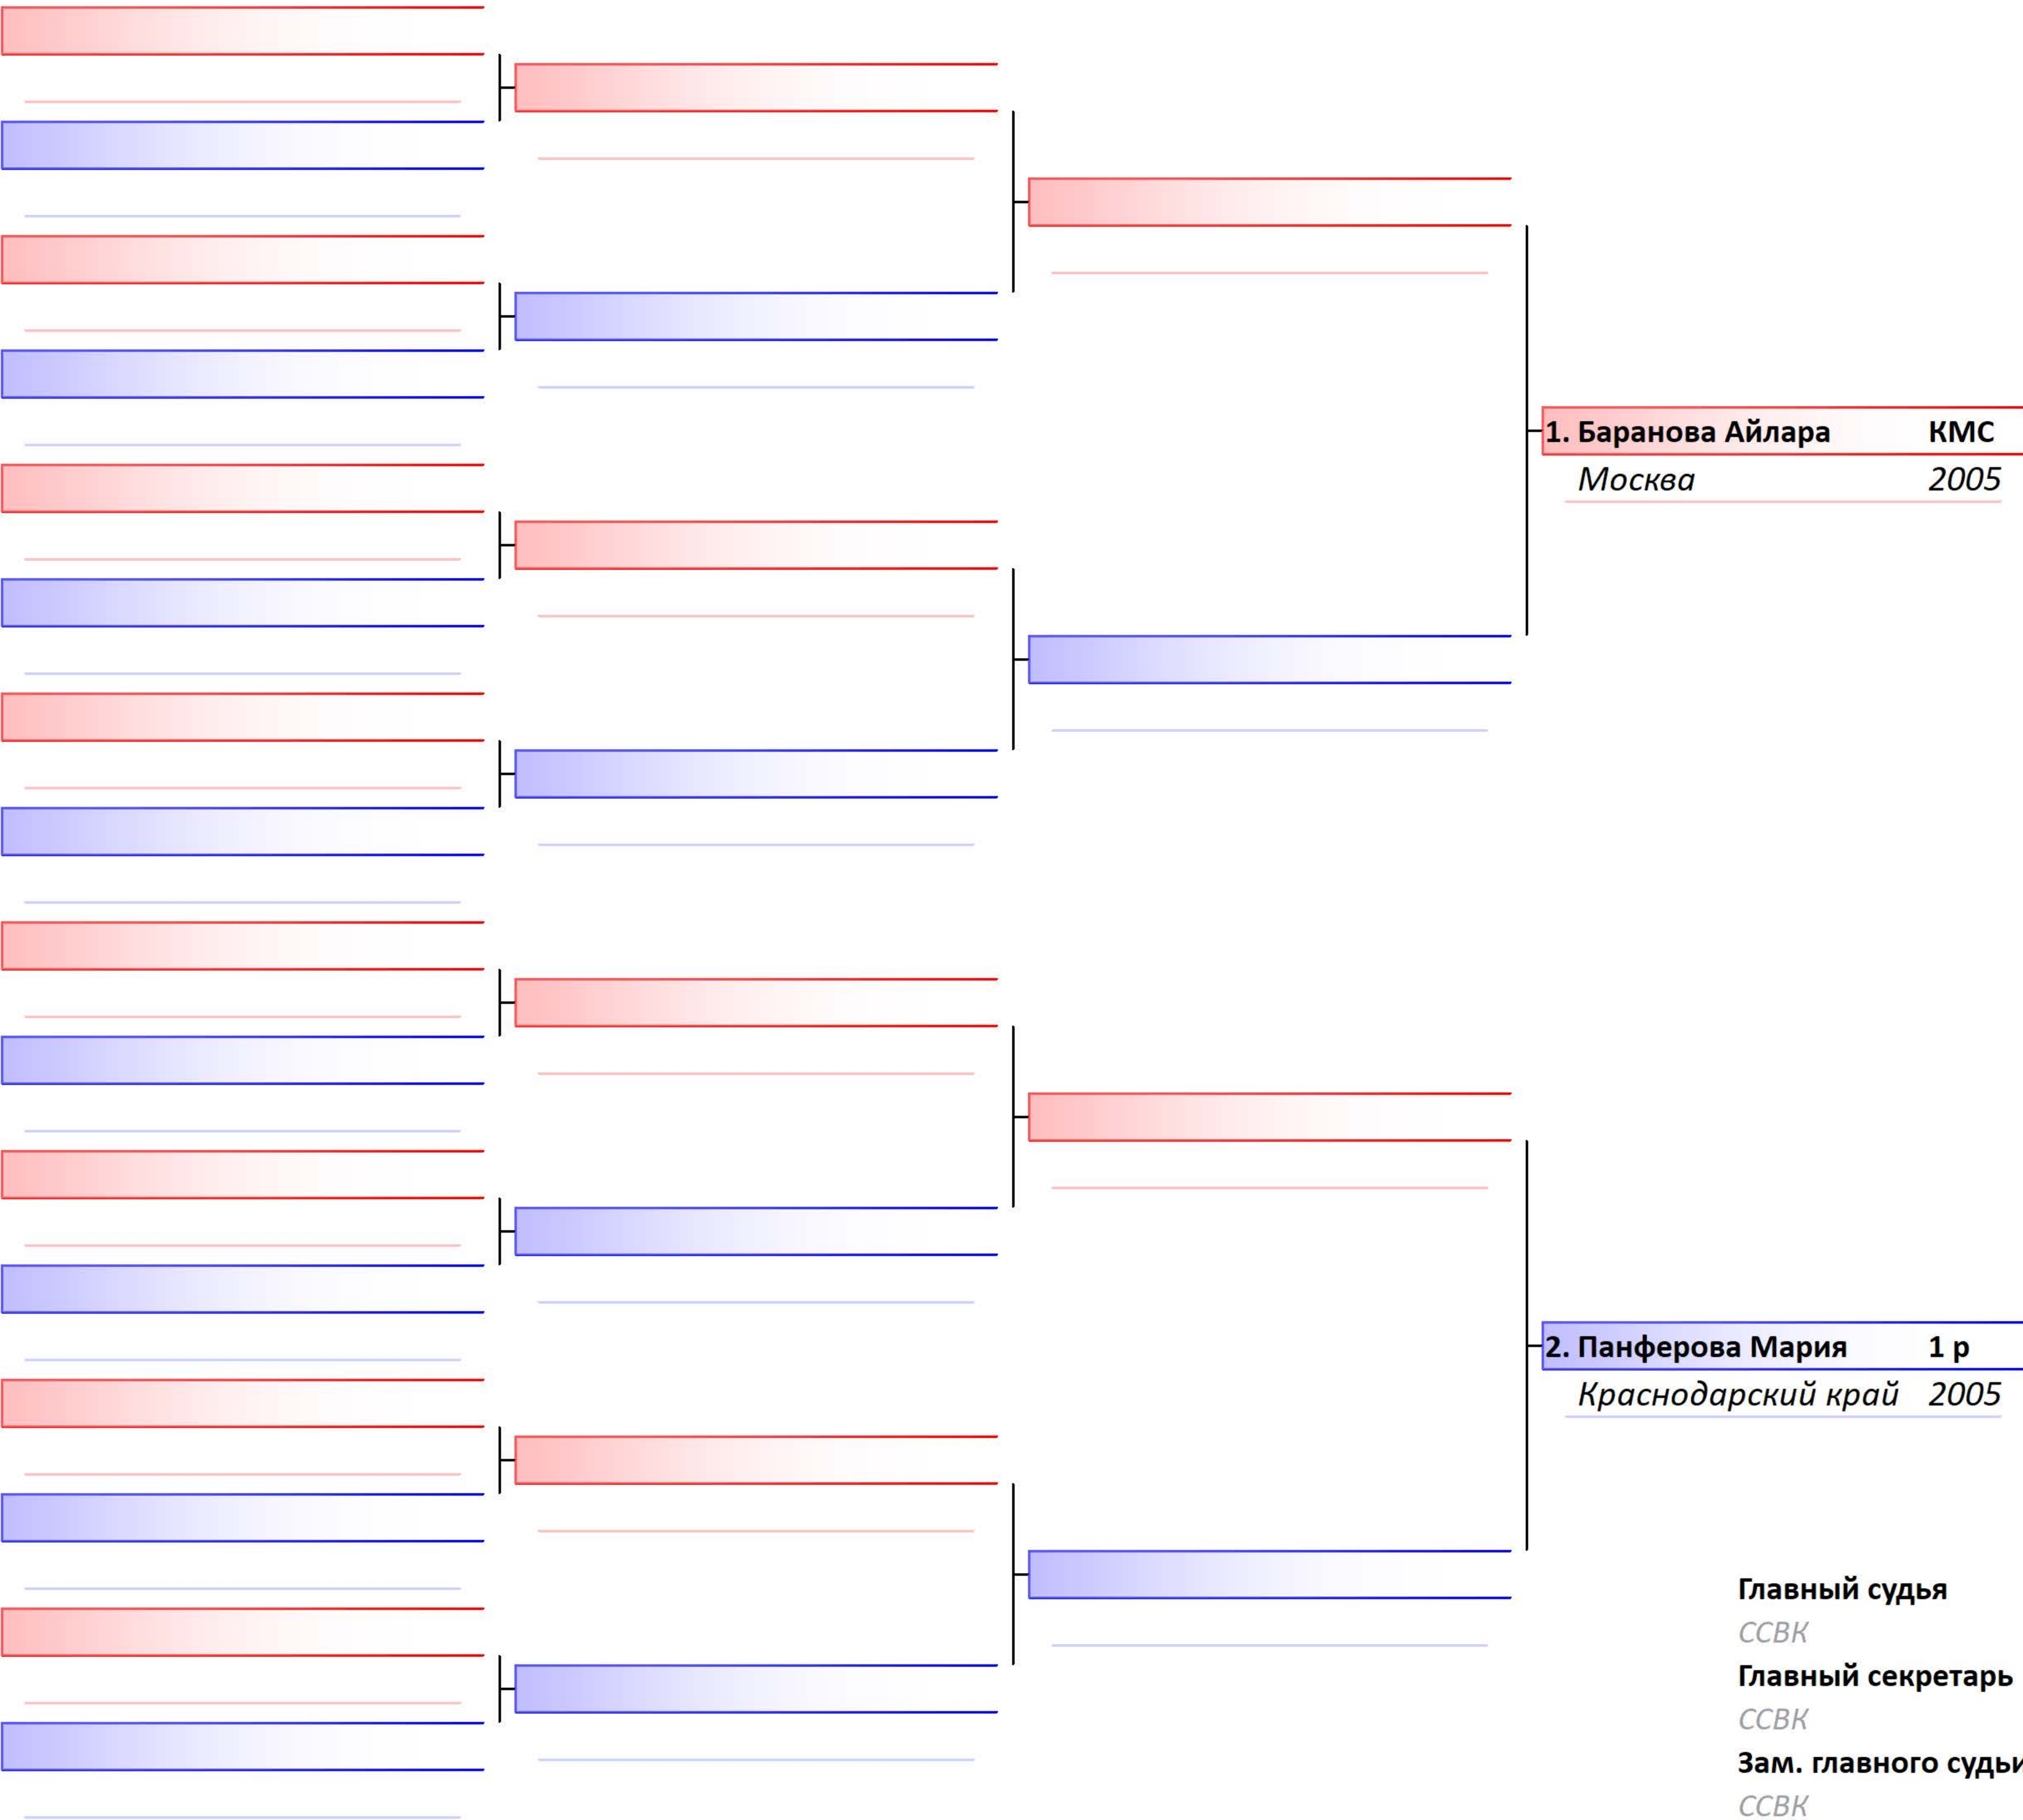 1. Баранова Айлара КМС
Москва 2005
2. Панферова Мария 1 р
Краснодарский край 2005
Главный судья
ССВК
Главный секретарь
ССВК
Зам. главного судьи
ССВК